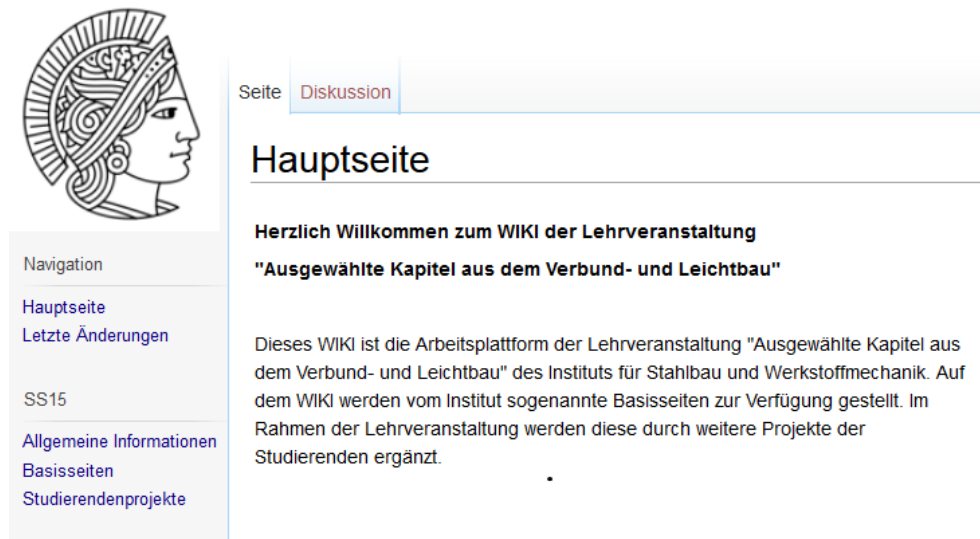 Seite Diskussion
Hauptseite
Herzlich Willkommen zum WIKI der Lehrveranstaltung
"Ausgewählte Kapitel aus dem Verbund- und Leichtbau"
Navigation
Hauptseite
Letzte Änderungen
Dieses WIKI ist die Arbeitsplattform der Lehrveranstaltung "Ausgewählte Kapitel aus
dem Verbund- und Leichtbau" des Instituts für Stahlbau und Werkstoffmechanik. Auf
dem WIKI werden vom Institut sogenannte Basisseiten zur Verfügung gestellt. Im
Rahmen der Lehrveranstaltung werden diese durch weitere Projekte der
Studierenden ergänzt.
SS15
Allgemeine Informationen
Basisseiten
Studierendenprojekte